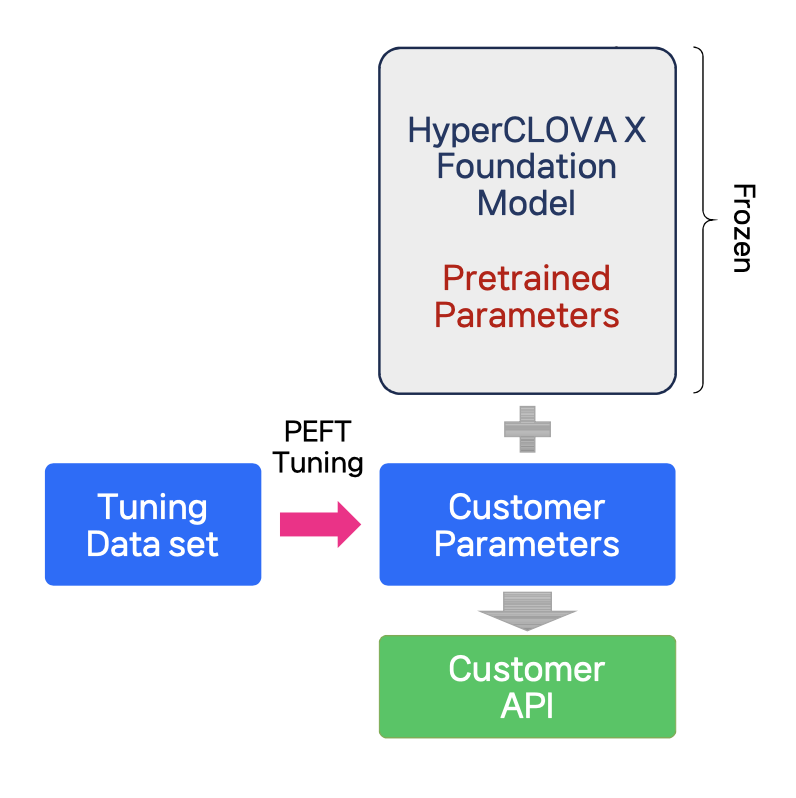 HyperCLOVA X
Foundation
Model
Pretrained
Parameters
Frozen
PEFT
Tuning
Tuning
Data set
Customer
Parameters
Customer
API